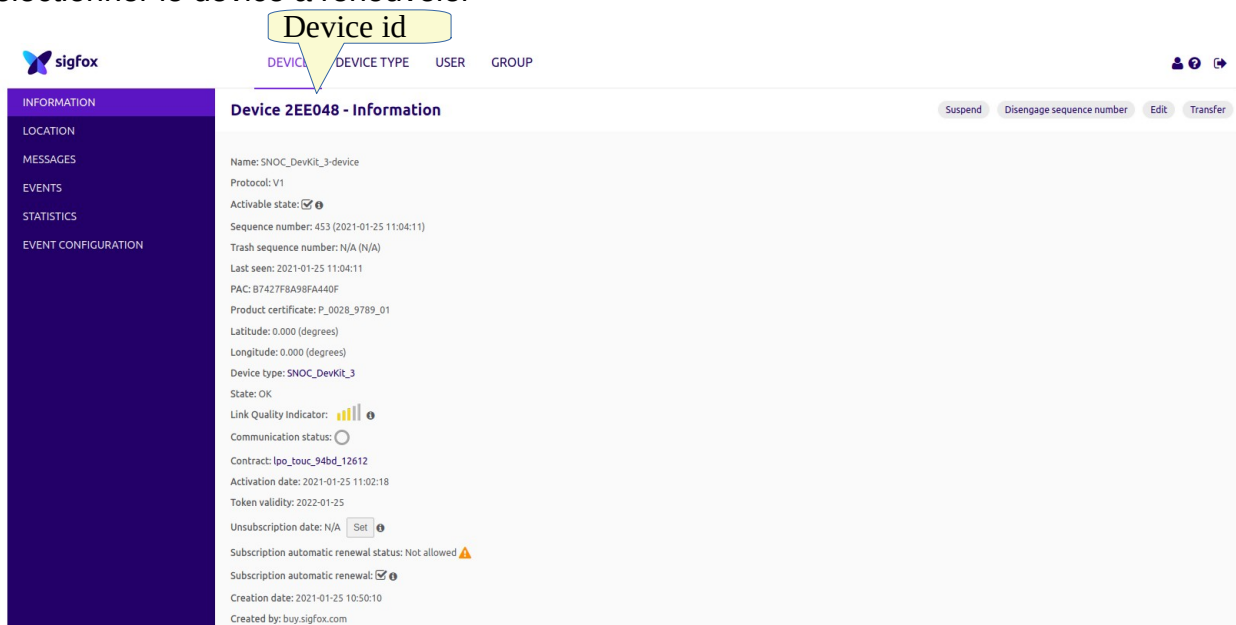 électionner le device à renouveler
Device id
sigfox
DEVICE DEVICE TYPE USER GROUP
INFORMATION
LOCATION
MESSAGES
EVENTS
STATISTICS
EVENT CONFIGURATION
Device 2EE048 - Information
Suspend Disengage sequence number Edit Transfer
Name: SNOC_DevKit_3-device
Protocol: V1
Activable state:
Sequence number: 453 (2021-01-25 11:04:11)
Trash sequence number: N/A (N/A)
Last seen: 2021-01-25 11:04:11
PAC: B7427F8A98FA440F
Product certificate: P_0028_9789_01
Latitude: 0.000 (degrees)
Longitude: 0.000 (degrees)
Device type: SNOC_DevKit_3
State: OK
Link Quality Indicator:
Communication status:
Contract: lpo_touc_94bd_12612
Activation date: 2021-01-25 11:02:18
Token validity: 2022-01-25
Unsubscription date: N/A Set
Subscription automatic renewal status: Not allowed
Subscription automatic renewal:
Creation date: 2021-01-25 10:50:10
Created by: buy.sigfox.com